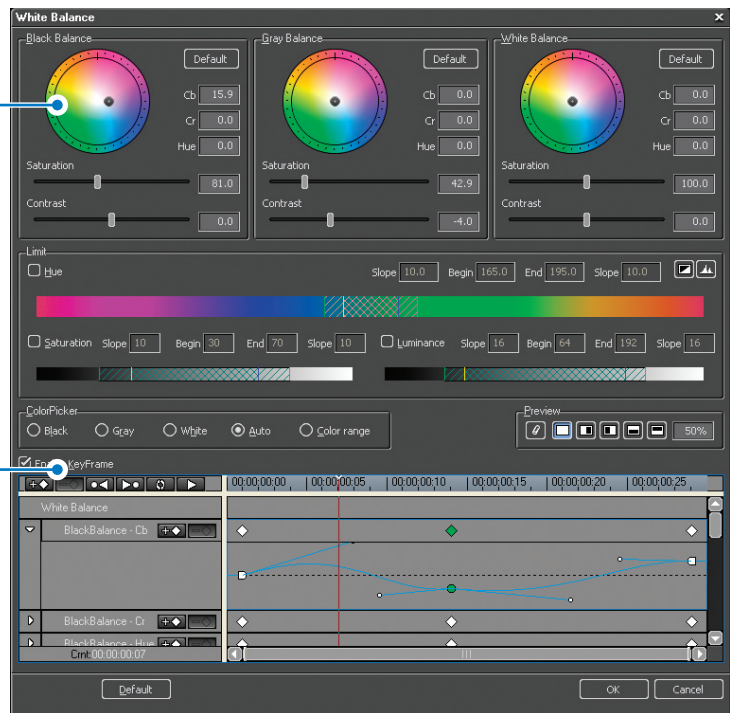 White Balance
Black Balance
Default
Cb 15.9
Cr 0.0
Hue 0.0
Saturation
81.0
Contrast
0.0
Gray Balance
Default
Cb 0.0
Cr 0.0
Hue 0.0
Saturation
42.9
Contrast
-4.0
White Balance
Default
Cb 0.0
Cr 0.0
Hue 0.0
Saturation
100.0
Contrast
0.0
Limit
Hue Slope 10.0 Begin 165.0 End 195.0 Slope 10.0
Saturation Slope 10 Begin 30 End 70 Slope 10
Luminance Slope 16 Begin 64 End 192 Slope 16
ColorPicker
Black Gray White Auto Color range
Preview
50%
KeyFrame
00:00:00:00 00:00:00:05 00:00:00:10 00:00:00:15 00:00:00:20 00:00:00:25
White Balance
BlackBalance - Cb
BlackBalance - Cr
BlackBalance - Hue
Crnt:00:00:00:07
Default
OK
Cancel